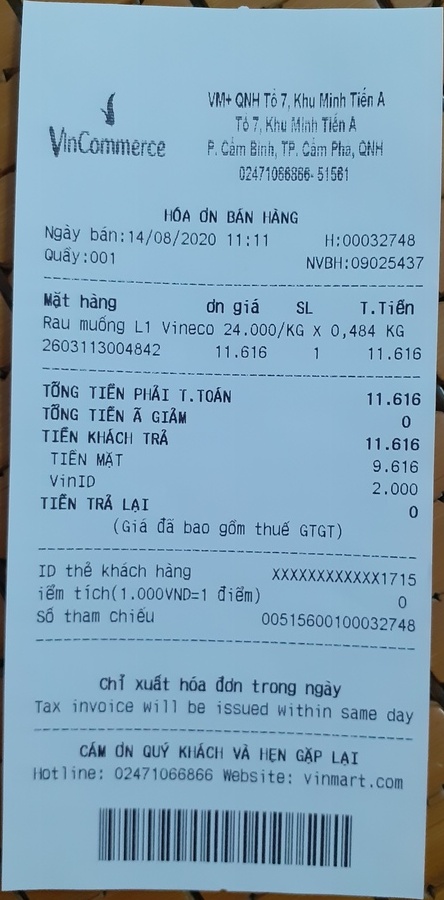 VinCommerce
VM+ QNH Tổ 7, Khu Minh Tiến A
Tổ 7, Khu Minh Tiến A
P. Cẩm Bình, TP. Cẩm Phả, QNH
02471066866-51561
HÓA ƠN BÁN HÀNG
Ngày bán:14/08/2020 11:11 H:00032748
Quầy:001 NVBH:09025437
Mặt hàng ơn giá SL T.Tiền
Rau muống L1 Vineco 24.000/KG X 0,484 KG
2603113004842 11.616 1 11.616
TỔNG TIỀN PHẢI T.TOÁN 11.616
TỔNG TIỀN Ã GIẢM 0
TIỀN KHÁCH TRẢ 11.616
TIỀN MẶT 9.616
VinID 2.000
TIỀN TRẢ LẠI 0
(Giá đã bao gồm thuế GTGT)
ID thẻ khách hàng XXXXXXXXXXXX1715
iểm tích(1.000VND=1 điểm) 0
Số tham chiếu 00515600100032748
Chỉ xuất hóa đơn trong ngày
Tax invoice will be issued within same day
CẢM ƠN QUÝ KHÁCH VÀ HẸN GẶP LẠI
Hotline: 02471066866 Website: vinmart.com